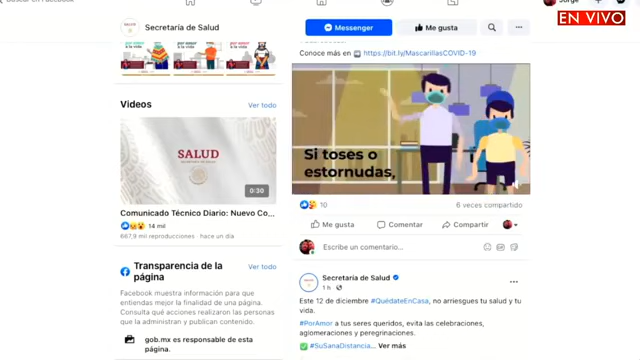 Buscar en Facebook
Jorge
EN VIVO
Secretaría de Salud
Messenger
Me gusta
Videos
Ver todo
SALUD
0:30
Comunicado Técnico Diario: Nuevo Co...
14 mil
667,9 mil reproducciones · hace un día
Transparencia de la
página
Ver todo
Facebook muestra información para que
entiendas mejor la finalidad de una página.
Consulta qué acciones realizaron las personas
que la administran y publican contenido.
gob.mx es responsable de esta
página.
Conoce más en https://bit.ly/MascarillasCOVID-19
Si toses o
estornudas,
10
6 veces compartido
Me gusta
Comentar
Compartir
Escribe un comentario...
Secretaría de Salud
1 h
Este 12 de diciembre #QuédateEnCasa, no arriesgues tu salud y tu
vida.
#PorAmor a tus seres queridos, evita las celebraciones,
aglomeraciones y peregrinaciones.
#SuSanaDistancia... Ver más